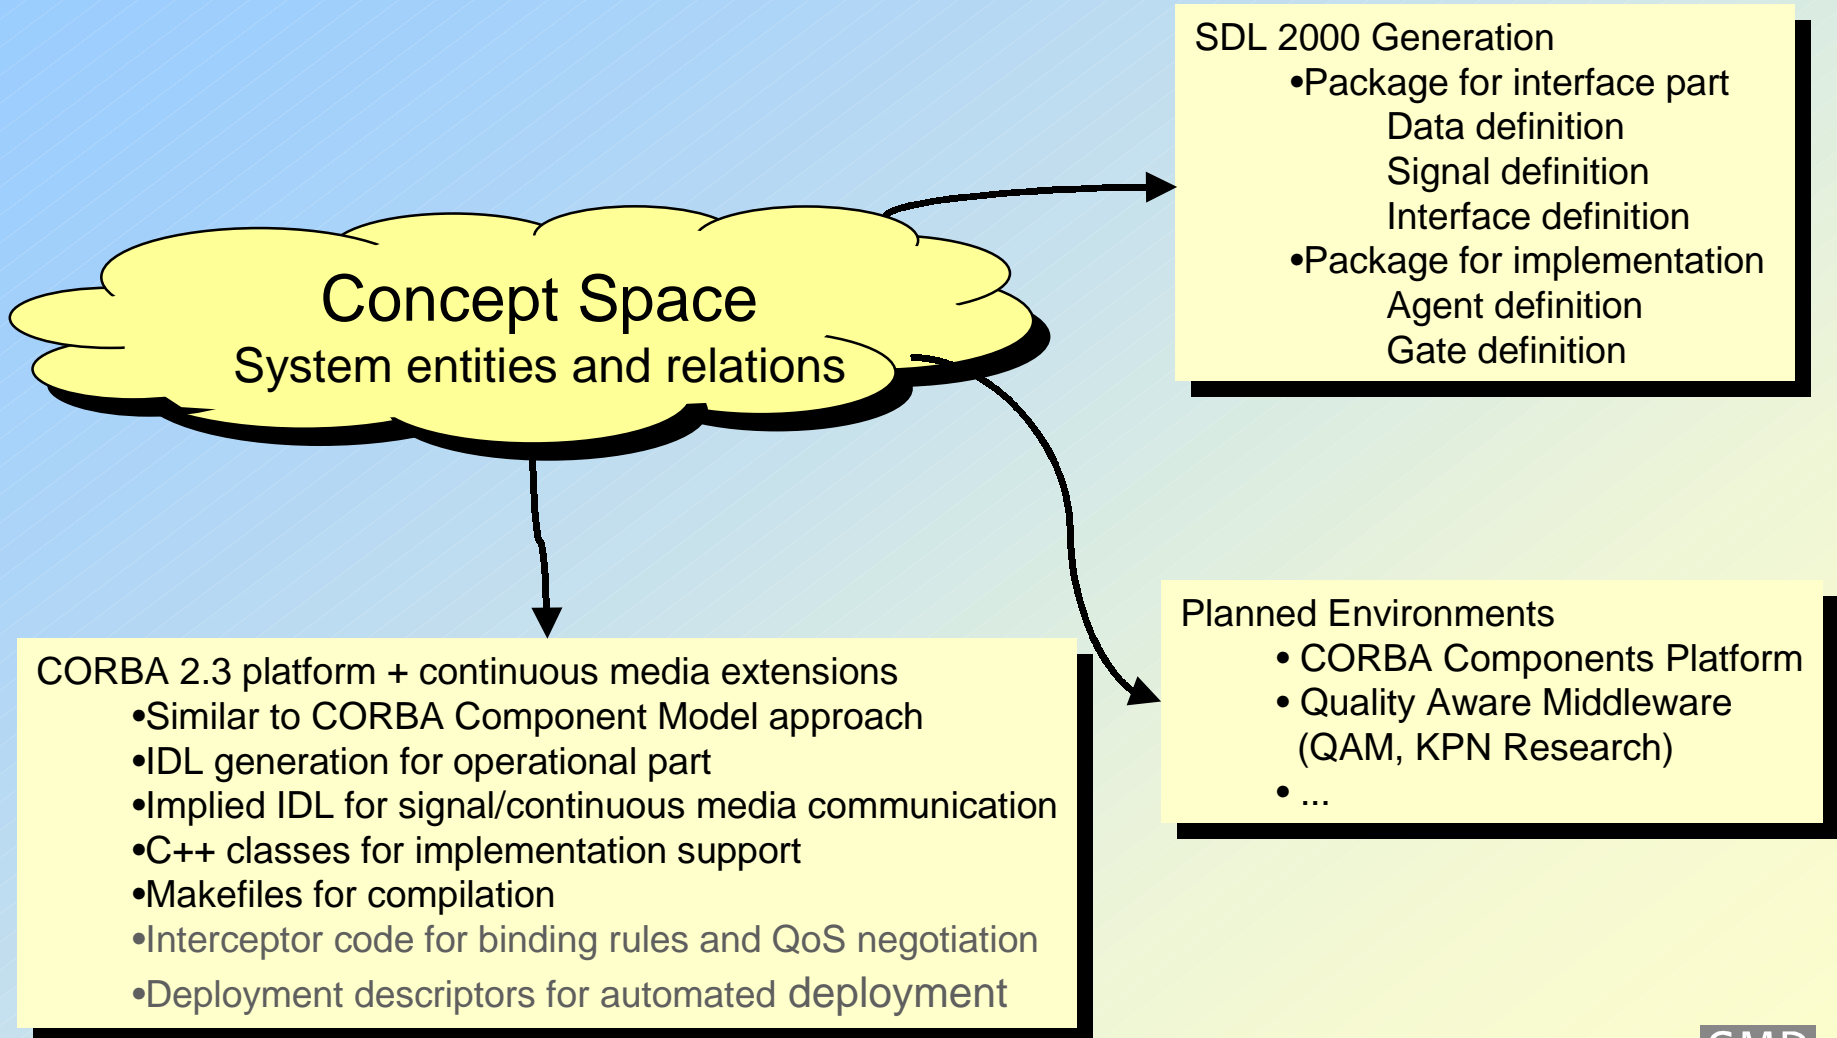 SDL 2000 Generation
•Package for interface part
Data definition
Signal definition
Interface definition
•Package for implementation
Agent definition
Gate definition
Concept Space
System entities and relations
Planned Environments
• CORBA Components Platform
• Quality Aware Middleware
(QAM, KPN Research)
• ...
CORBA 2.3 platform + continuous media extensions
•Similar to CORBA Component Model approach
•IDL generation for operational part
•Implied IDL for signal/continuous media communication
•C++ classes for implementation support
•Makefiles for compilation
•Interceptor code for binding rules and QoS negotiation
•Deployment descriptors for automated deployment